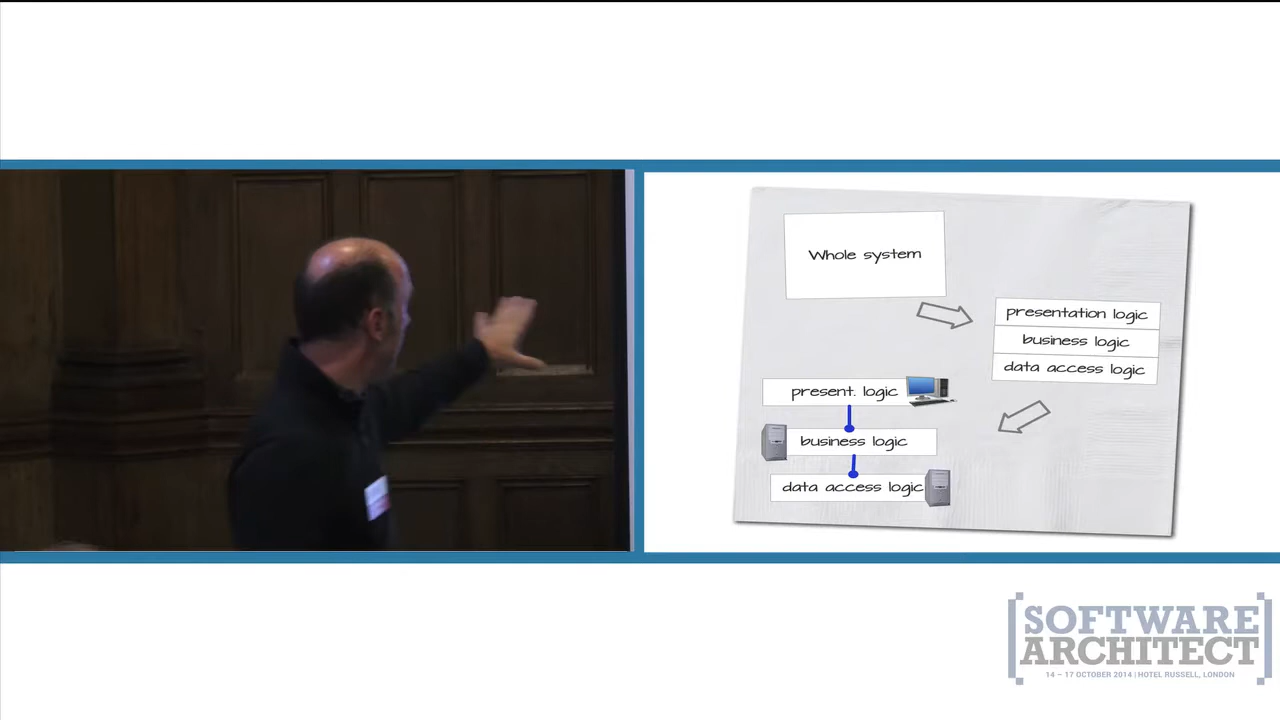 Whole system
presentation logic
business logic
data access logic
present. logic
business logic
data access logic
SOFTWARE
ARCHITECT
14 – 17 OCTOBER 2014 | HOTEL RUSSELL, LONDON